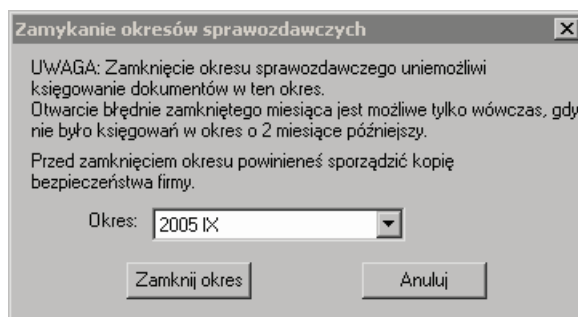 Zamykanie okresów sprawozdawczych
UWAGA: Zamknięcie okresu sprawozdawczego uniemożliwi
księgowanie dokumentów w ten okres.
Otwarcie błędnie zamkniętego miesiąca jest możliwe tylko wówczas, gdy
nie było księgowań w okres o 2 miesiące późniejszy.
Przed zamknięciem okresu powinieneś sporządzić kopię
bezpieczeństwa firmy.
Okres: 2005 IX
Zamknij okres Anuluj